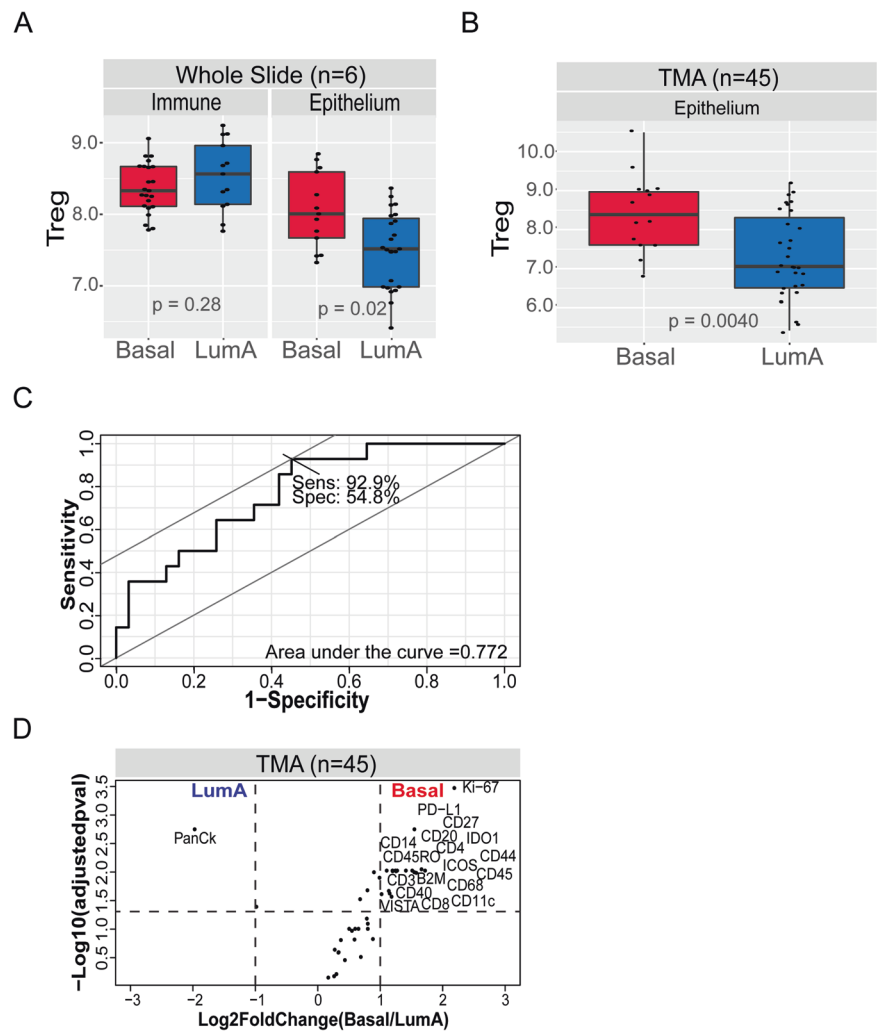 A
Whole Slide (n=6)
Immune
Epithelium
Treg
9.0
8.0
7.0
p = 0.28
p = 0.02
Basal
LumA
Basal
LumA
B
TMA (n=45)
Epithelium
Treg
10.0
9.0
8.0
7.0
6.0
p = 0.0040
Basal
LumA
C
Sensitivity
1.0
0.8
0.6
0.4
0.2
0.0
Sens: 92.9%
Spec: 54.8%
Area under the curve =0.772
0.0 0.2 0.4 0.6 0.8 1.0
1−Specificity
D
TMA (n=45)
−Log10(adjustedpval)
3.5
3.0
2.5
2.0
1.5
1.0
0.5
LumA
Basal
Ki−67
PD−L1
CD27
PanCk
CD20
IDO1
CD14
CD4
CD45RO
CD44
ICOS
CD45
CD3
B2M
CD68
CD40
VISTA
CD8
CD11c
−3 −2 −1 0 1 2 3
Log2FoldChange(Basal/LumA)